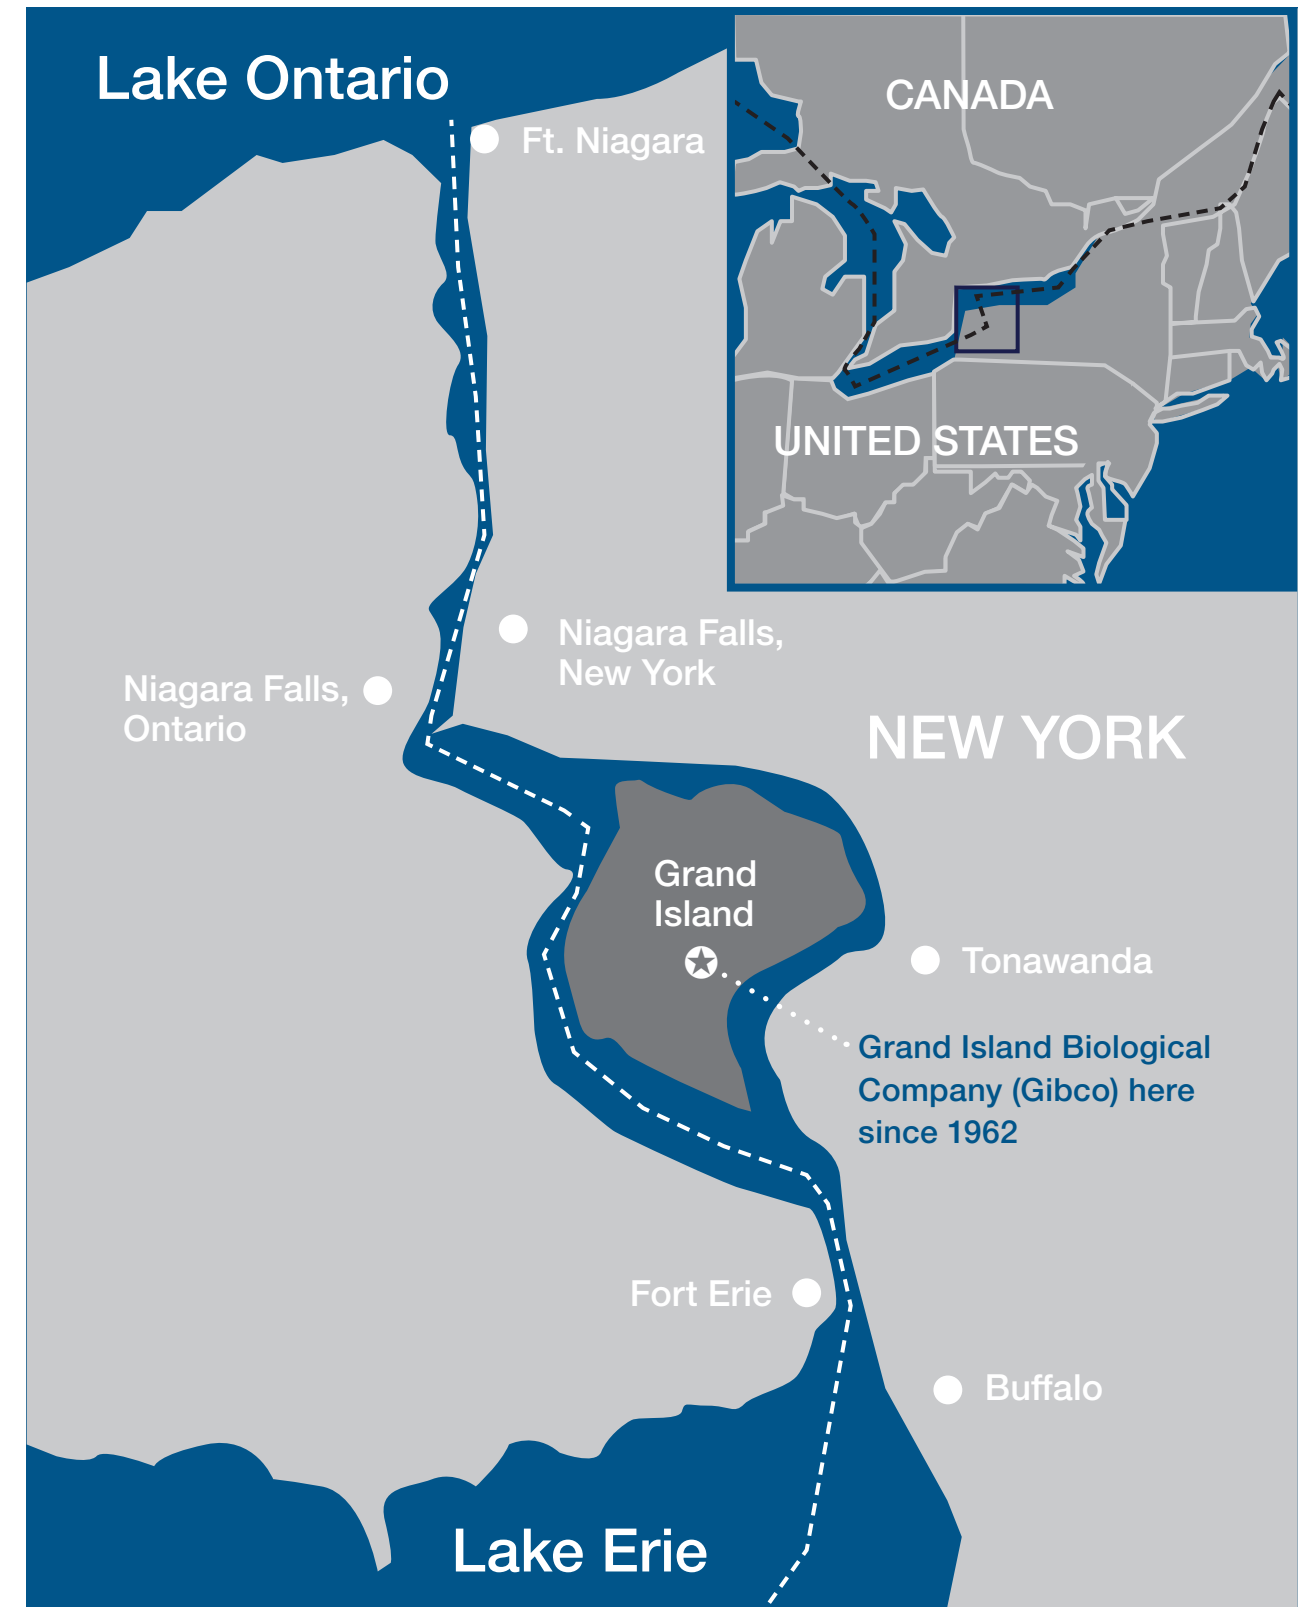 Lake Ontario
Ft. Niagara
CANADA
UNITED STATES
Niagara Falls,
New York
Niagara Falls,
Ontario
NEW YORK
Grand
Island
Tonawanda
Grand Island Biological
Company (Gibco) here
since 1962
Fort Erie
Buffalo
Lake Erie